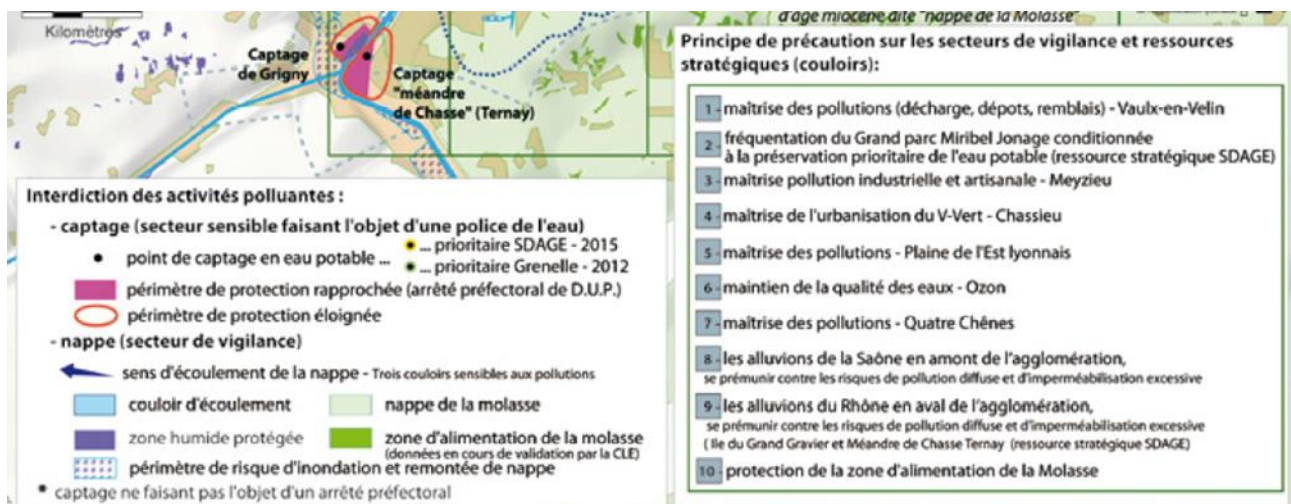 Kilomètres
Captage
de Grigny
Captage
"méandre
de Chasse" (Ternay)
d'âge miocène dite "nappe de la Molasse"
Interdiction des activités polluantes :
- captage (secteur sensible faisant l'objet d'une police de l'eau)
point de captage en eau potable ...
... prioritaire SDAGE - 2015
... prioritaire Grenelle - 2012
périmètre de protection rapprochée (arrêté préfectoral de D.U.P.)
périmètre de protection éloignée
- nappe (secteur de vigilance)
sens d'écoulement de la nappe - Trois couloirs sensibles aux pollutions
couloir d'écoulement
nappe de la molasse
zone humide protégée
zone d'alimentation de la molasse
(données en cours de validation par la CLE)
périmètre de risque d'inondation et remontée de nappe
* captage ne faisant pas l'objet d'un arrêté préfectoral
Principe de précaution sur les secteurs de vigilance et ressources
stratégiques (couloirs):
1 - maîtrise des pollutions (décharge, dépots, remblais) - Vaulx-en-Velin
2 - fréquentation du Grand parc Miribel Jonage conditionnée
à la préservation prioritaire de l'eau potable (ressource stratégique SDAGE)
3 - maîtrise pollution industrielle et artisanale - Meyzieu
4 - maîtrise de l'urbanisation du V-Vert - Chassieu
5 - maîtrise des pollutions - Plaine de l'Est lyonnais
6 - maintien de la qualité des eaux - Ozon
7 - maîtrise des pollutions - Quatre Chênes
8 - les alluvions de la Saône en amont de l'agglomération,
se prémunir contre les risques de pollution diffuse et d'imperméabilisation excessive
9 - les alluvions du Rhône en aval de l'agglomération,
se prémunir contre les risques de pollution diffuse et d'imperméabilisation excessive
( Ile du Grand Gravier et Méandre de Chasse Ternay (ressource stratégique SDAGE)
10 - protection de la zone d'alimentation de la Molasse